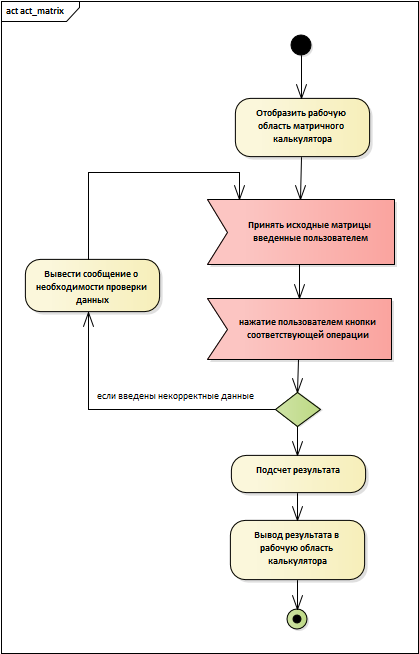 act act_matrix
Отобразить рабочую
область матричного
калькулятора
Принять исходные матрицы
введенные пользователем
Вывести сообщение о
необходимости проверки
данных
нажатие пользователем кнопки
соответствующей операции
если введены некорректные данные
Подсчет результата
Вывод результата в
рабочую область
калькулятора